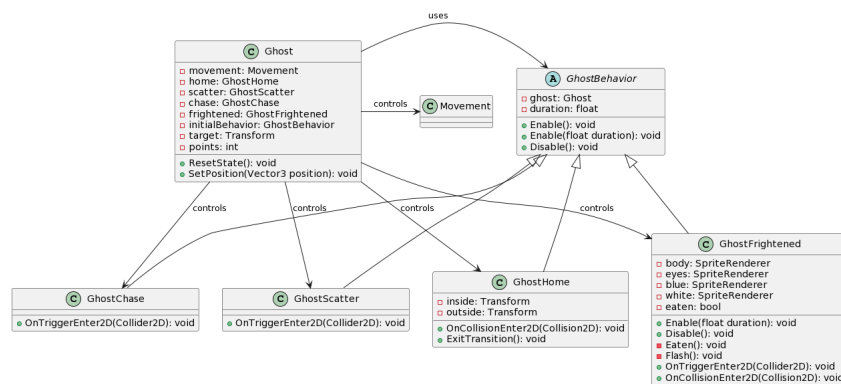 uses
C Ghost
movement: Movement
home: GhostHome
scatter: GhostScatter
chase: GhostChase
frightened: GhostFrightened
initialBehavior: GhostBehavior
target: Transform
points: int
ResetState(): void
SetPosition(Vector3 position): void
controls
C Movement
A GhostBehavior
ghost: Ghost
duration: float
Enable(): void
Enable(float duration): void
Disable(): void
controls
controls
controls
controls
C GhostChase
OnTriggerEnter2D(Collider2D): void
C GhostScatter
OnTriggerEnter2D(Collider2D): void
C GhostHome
inside: Transform
outside: Transform
OnCollisionEnter2D(Collision2D): void
ExitTransition(): void
C GhostFrightened
body: SpriteRenderer
eyes: SpriteRenderer
blue: SpriteRenderer
white: SpriteRenderer
eaten: bool
Enable(float duration): void
Disable(): void
Eaten(): void
Flash(): void
OnTriggerEnter2D(Collider2D): void
OnCollisionEnter2D(Collision2D): void